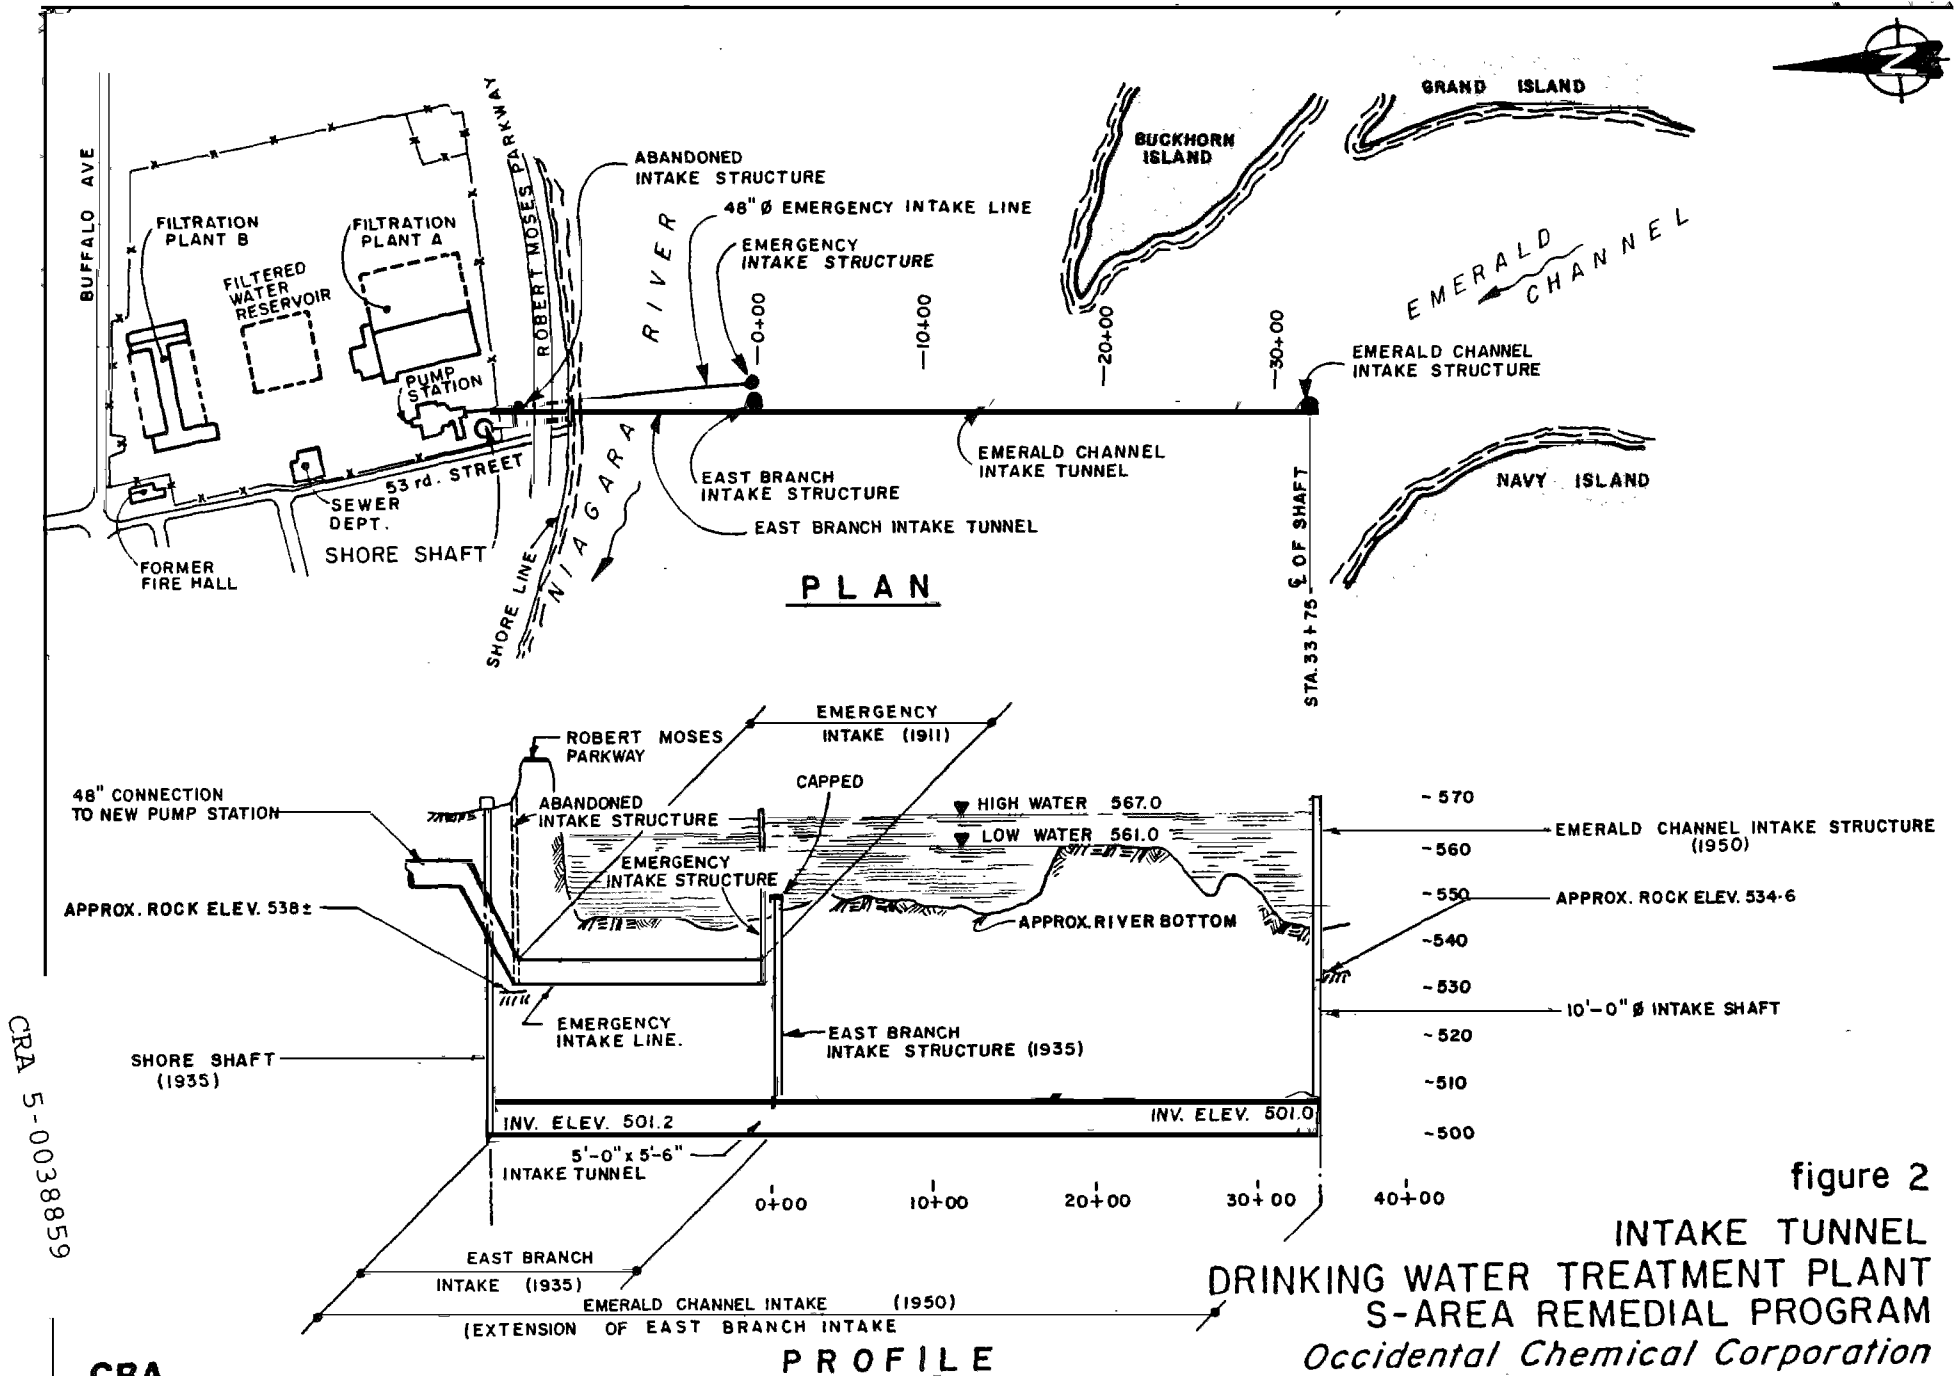 N
GRAND ISLAND
BUCKHORN
ISLAND
ROBERT MOSES PARKWAY
BUFFALO AVE
ABANDONED
INTAKE STRUCTURE
48" Ø EMERGENCY INTAKE LINE
EMERGENCY
INTAKE STRUCTURE
FILTRATION
PLANT B
FILTRATION
PLANT A
FILTERED
WATER
RESERVOIR
NIAGARA RIVER
EMERALD
CHANNEL
0+00
10+00
20+00
30+00
EMERALD CHANNEL
INTAKE STRUCTURE
PUMP
STATION
53rd. STREET
SEWER
DEPT.
SHORE SHAFT
FORMER
FIRE HALL
SHORE LINE
EAST BRANCH
INTAKE STRUCTURE
EMERALD CHANNEL
INTAKE TUNNEL
EAST BRANCH INTAKE TUNNEL
NAVY ISLAND
STA. 33+75 ℄ OF SHAFT
PLAN
EMERGENCY
INTAKE (1911)
ROBERT MOSES
PARKWAY
CAPPED
48" CONNECTION
TO NEW PUMP STATION
ABANDONED
INTAKE STRUCTURE
HIGH WATER 567.0
LOW WATER 561.0
EMERGENCY
INTAKE STRUCTURE
-570
-560
-550
-540
-530
-520
-510
-500
EMERALD CHANNEL INTAKE STRUCTURE
(1950)
APPROX. ROCK ELEV. 538±
APPROX. ROCK ELEV. 534.6
APPROX. RIVER BOTTOM
10'-0" Ø INTAKE SHAFT
EMERGENCY
INTAKE LINE.
EAST BRANCH
INTAKE STRUCTURE (1935)
SHORE SHAFT
(1935)
INV. ELEV. 501.2
INV. ELEV. 501.0
5'-0" x 5'-6"
INTAKE TUNNEL
0+00
10+00
20+00
30+00
40+00
EAST BRANCH
INTAKE (1935)
EMERALD CHANNEL INTAKE (1950)
(EXTENSION OF EAST BRANCH INTAKE
PROFILE
figure 2
INTAKE TUNNEL
DRINKING WATER TREATMENT PLANT
S-AREA REMEDIAL PROGRAM
Occidental Chemical Corporation
CRA 5-0038859
CRA